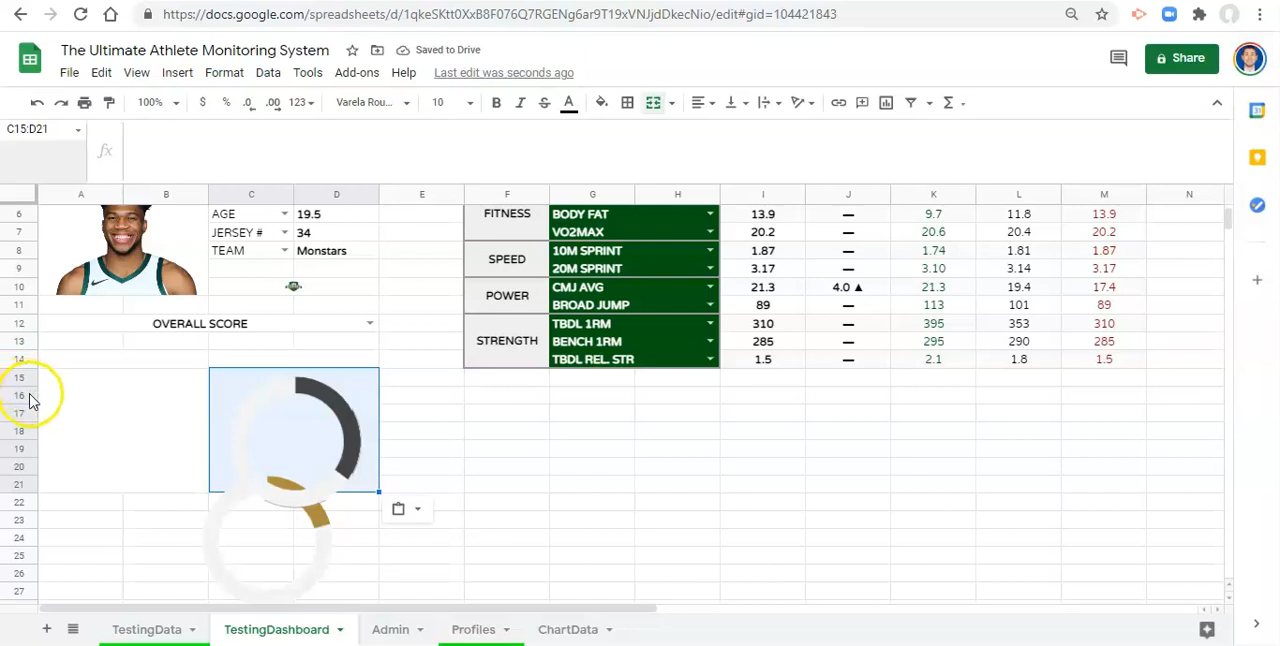 docs.google.com/spreadsheets/d/1qkeSKtt0XxB8F076Q7RGENg6ar9T19xVNJjdDkecNio/edit#gid=104421843
The Ultimate Athlete Monitoring System
Saved to Drive
File Edit View Insert Format Data Tools Add-ons Help Last edit was seconds ago
Share
100% $ % .0 .00 123 Varela Rou... 10 B I S A Σ
C15:D21
fx
A B C D E F G H I J K L M N
6 AGE 19.5 FITNESS BODY FAT 13.9 — 9.7 11.8 13.9
7 JERSEY # 34 VO2MAX 20.2 — 20.6 20.4 20.2
8 TEAM Monstars SPEED 10M SPRINT 1.87 — 1.74 1.81 1.87
9 20M SPRINT 3.17 — 3.10 3.14 3.17
10 POWER CMJ AVG 21.3 4.0 ▲ 21.3 19.4 17.4
11 BROAD JUMP 89 — 113 101 89
12 OVERALL SCORE STRENGTH TBDL 1RM 310 — 395 353 310
13 BENCH 1RM 285 — 295 290 285
14 TBDL REL. STR 1.5 — 2.1 1.8 1.5
15
16
17
18
19
20
21
22
23
24
25
26
27
TestingData TestingDashboard Admin Profiles ChartData